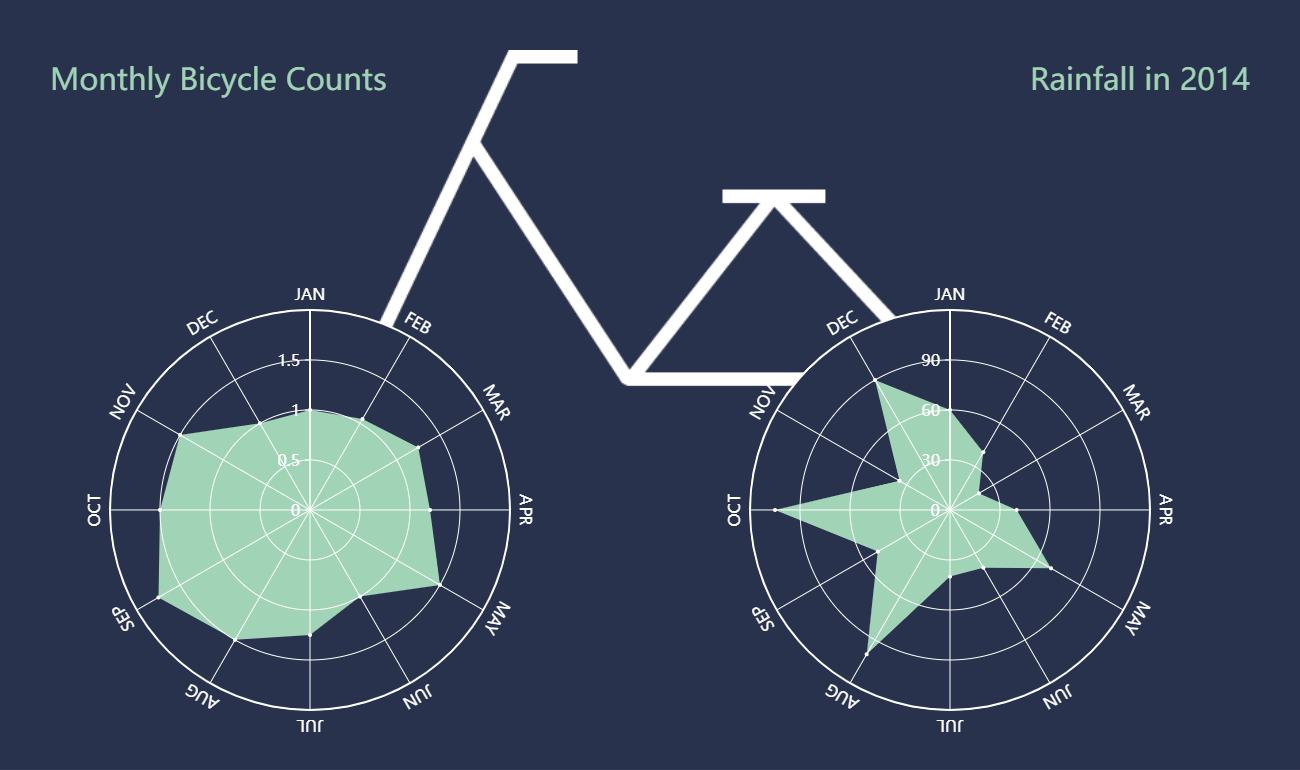 Monthly Bicycle Counts
Rainfall in 2014
JAN
FEB
MAR
APR
MAY
JUN
JUL
AUG
SEP
OCT
NOV
DEC
1.5
1
0.5
0
JAN
FEB
MAR
APR
MAY
JUN
JUL
AUG
SEP
OCT
NOV
DEC
90
60
30
0